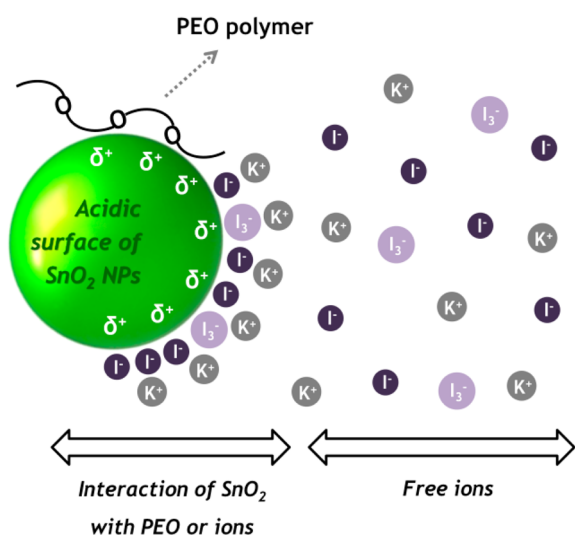 PEO polymer
K⁺
I₃⁻
I⁻
I⁻
δ⁺ δ⁺
K⁺
I⁻
δ⁺
I⁻
Acidic
surface of
SnO₂ NPs
δ⁺
I₃⁻
K⁺
K⁺
I₃⁻
I⁻
K⁺
I⁻
K⁺
δ⁺
I⁻
δ⁺
δ⁺
I₃⁻
K⁺
I⁻
K⁺
I⁻
I⁻
I⁻
I⁻
K⁺
K⁺
K⁺
I⁻
I₃⁻
K⁺
Interaction of SnO₂
with PEO or ions
Free ions